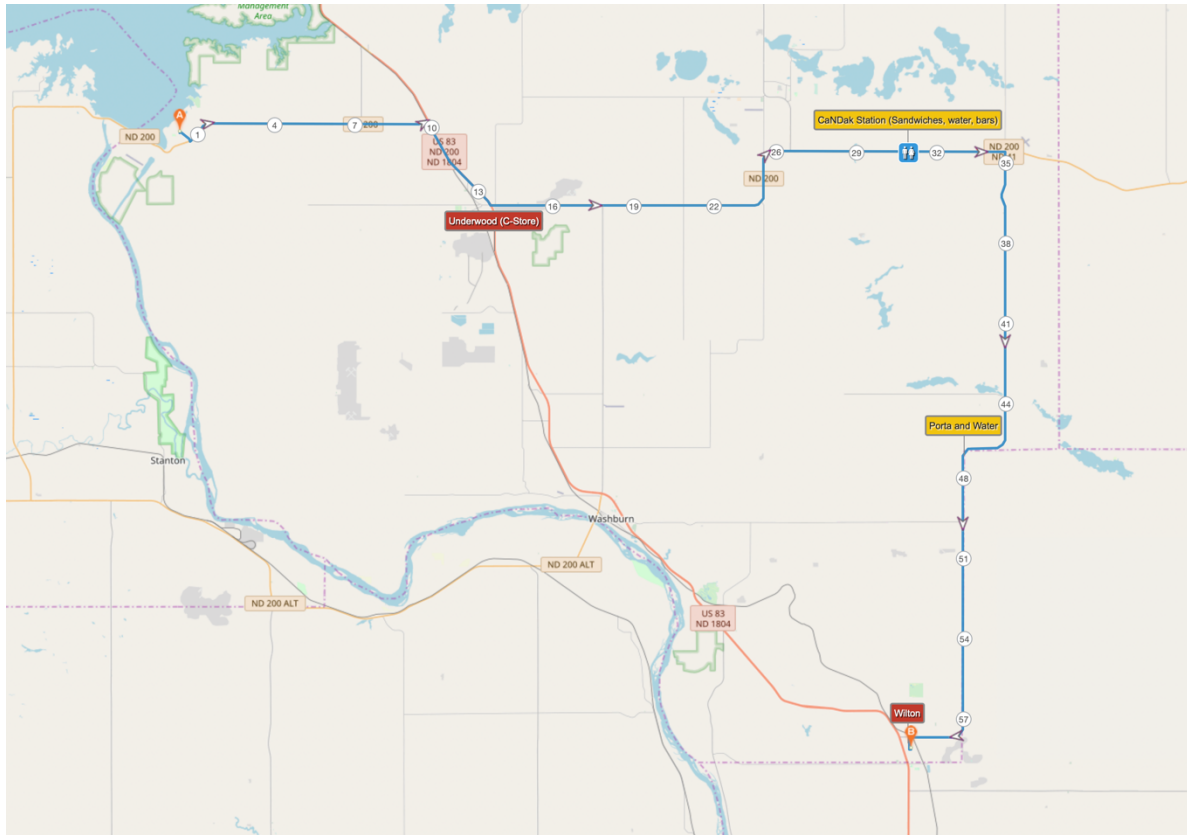 Management
Area
A
ND 200
1
4
7
200
10
US 83
ND 200
ND 1804
13
Underwood (C-Store)
16
19
22
ND 200
26
29
CaNDak Station (Sandwiches, water, bars)
32
ND 200
35
38
41
44
Porta and Water
48
51
54
57
Stanton
Washburn
ND 200 ALT
ND 200 ALT
US 83
ND 1804
Wilton
B